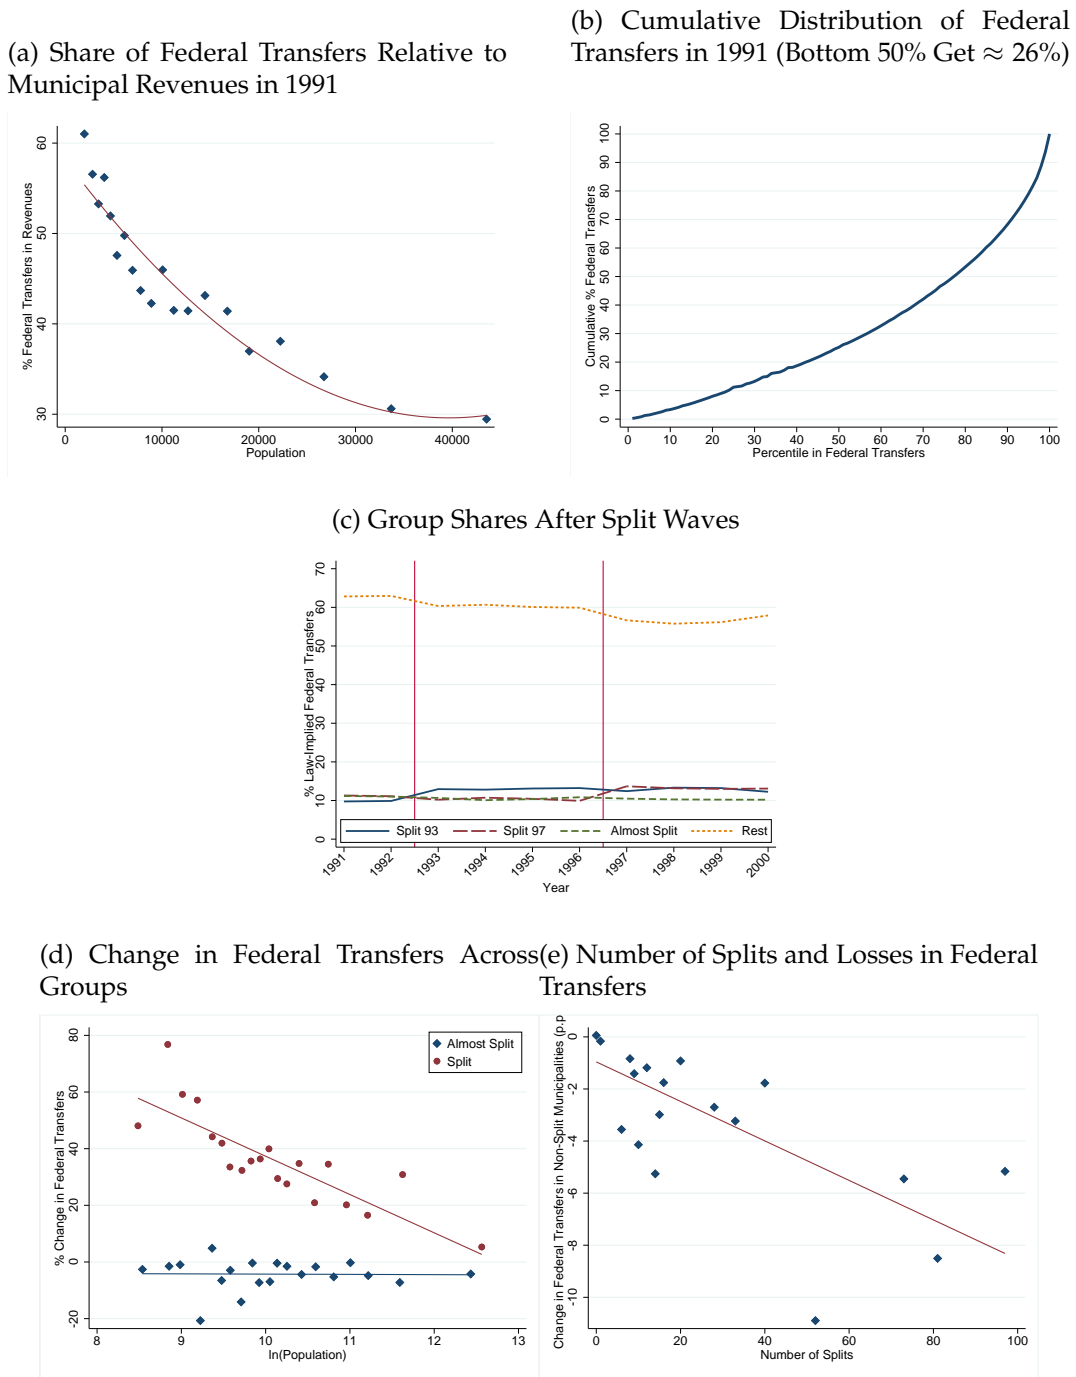 (a) Share of Federal Transfers Relative to
Municipal Revenues in 1991
(b) Cumulative Distribution of Federal
Transfers in 1991 (Bottom 50% Get ≈ 26%)
% Federal Transfers in Revenues
60
50
40
30
0 10000 20000 30000 40000
Population
Cumulative % Federal Transfers
100
90
80
70
60
50
40
30
20
10
0
0 10 20 30 40 50 60 70 80 90 100
Percentile in Federal Transfers
(c) Group Shares After Split Waves
% Law-Implied Federal Transfers
70
60
50
40
30
20
10
0
Split 93 Split 97 Almost Split Rest
1991 1992 1993 1994 1995 1996 1997 1998 1999 2000
Year
(d) Change in Federal Transfers Across
Groups
(e) Number of Splits and Losses in Federal
Transfers
% Change in Federal Transfers
80
60
40
20
0
-20
Almost Split
Split
8 9 10 11 12 13
ln(Population)
Change in Federal Transfers in Non-Split Municipalities (p.p
0
-2
-4
-6
-8
-10
0 20 40 60 80 100
Number of Splits